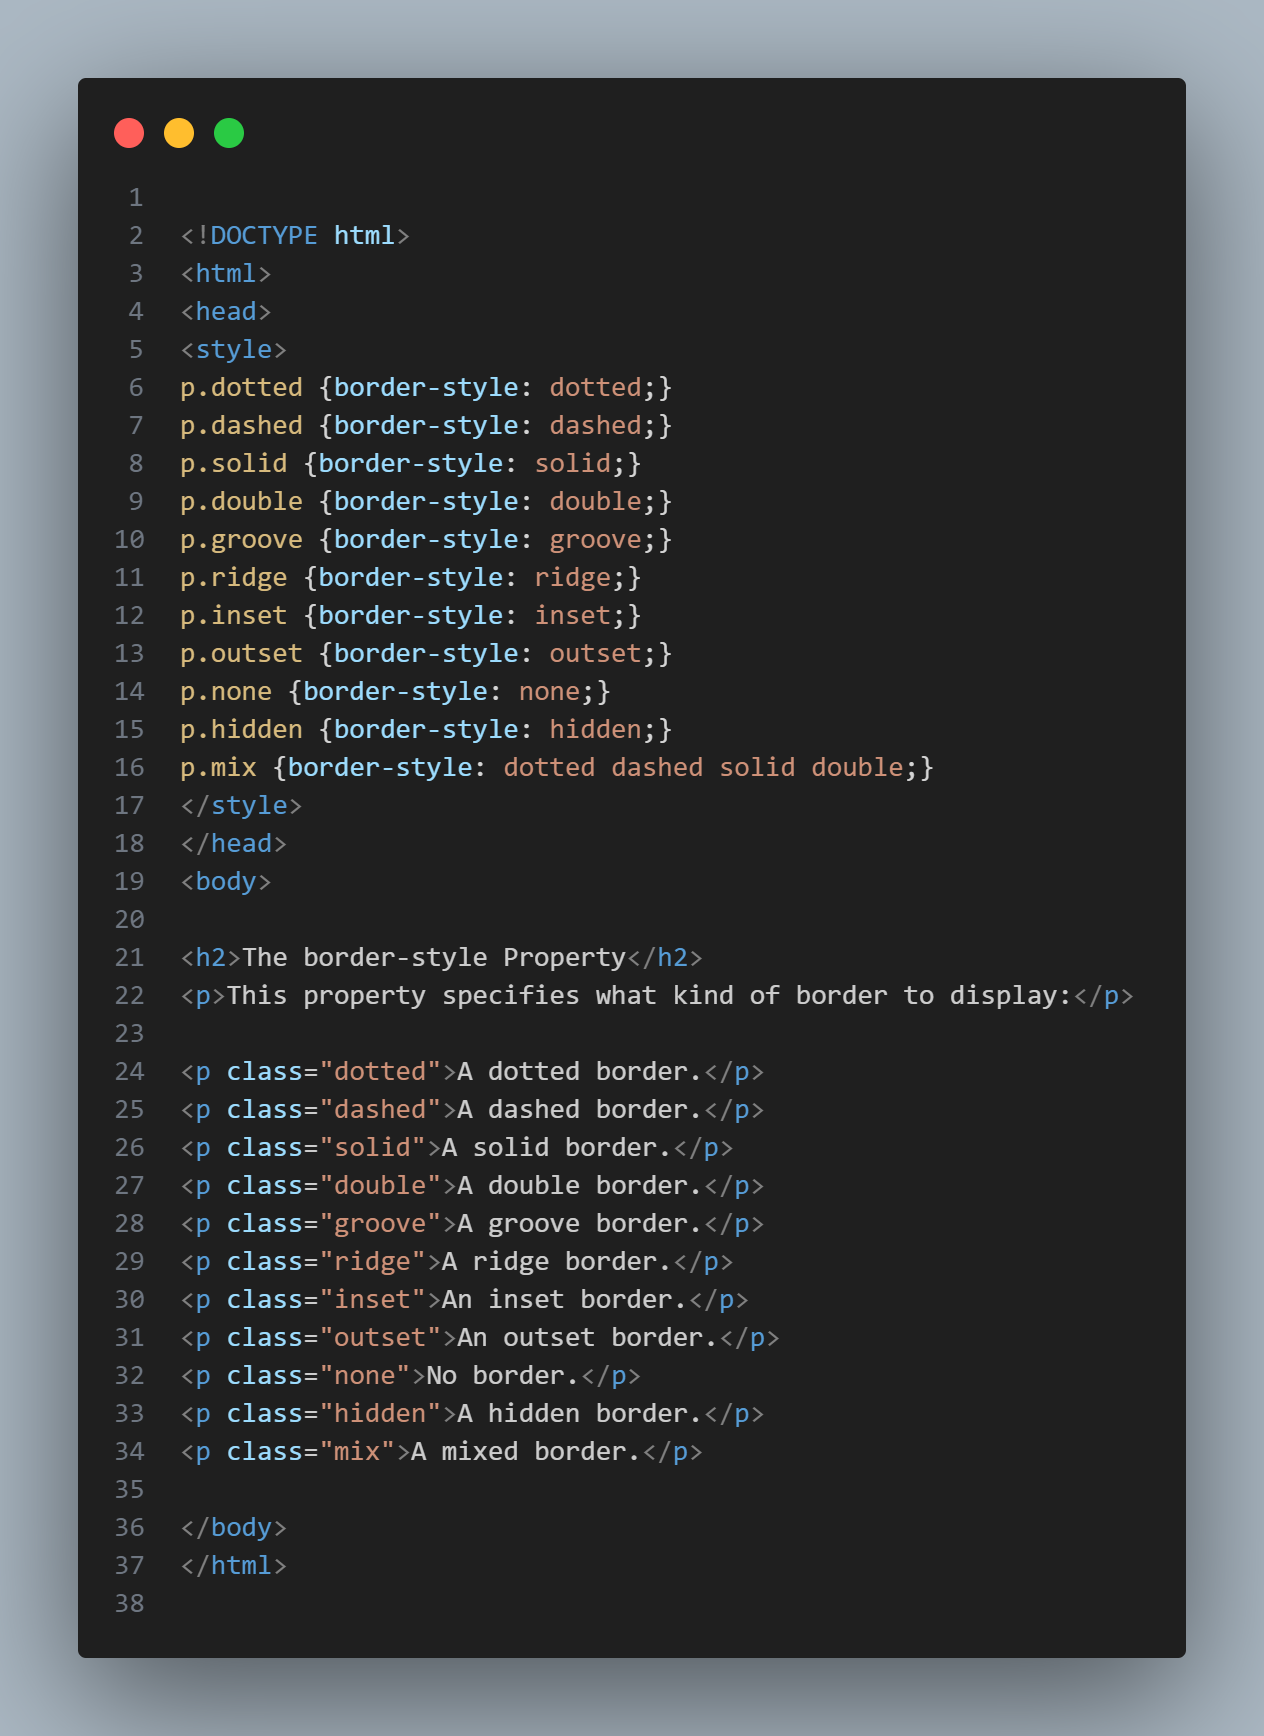 1
2 <!DOCTYPE html>
3 <html>
4 <head>
5 <style>
6 p.dotted {border-style: dotted;}
7 p.dashed {border-style: dashed;}
8 p.solid {border-style: solid;}
9 p.double {border-style: double;}
10 p.groove {border-style: groove;}
11 p.ridge {border-style: ridge;}
12 p.inset {border-style: inset;}
13 p.outset {border-style: outset;}
14 p.none {border-style: none;}
15 p.hidden {border-style: hidden;}
16 p.mix {border-style: dotted dashed solid double;}
17 </style>
18 </head>
19 <body>
20
21 <h2>The border-style Property</h2>
22 <p>This property specifies what kind of border to display:</p>
23
24 <p class="dotted">A dotted border.</p>
25 <p class="dashed">A dashed border.</p>
26 <p class="solid">A solid border.</p>
27 <p class="double">A double border.</p>
28 <p class="groove">A groove border.</p>
29 <p class="ridge">A ridge border.</p>
30 <p class="inset">An inset border.</p>
31 <p class="outset">An outset border.</p>
32 <p class="none">No border.</p>
33 <p class="hidden">A hidden border.</p>
34 <p class="mix">A mixed border.</p>
35
36 </body>
37 </html>
38